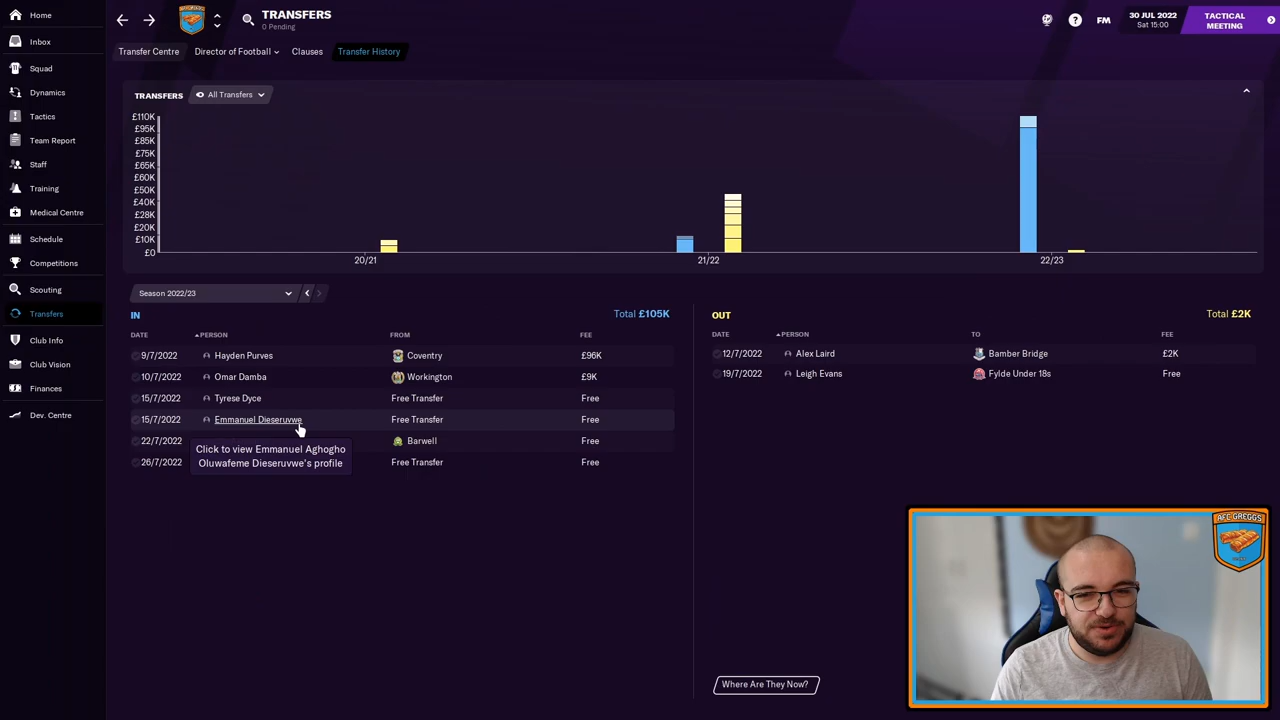 Home
TRANSFERS
0 Pending
FM
30 JUL 2022
Sat 15:00
TACTICAL
MEETING
Inbox
Squad
Dynamics
Tactics
Team Report
Staff
Training
Medical Centre
Schedule
Competitions
Scouting
Transfers
Club Info
Club Vision
Finances
Dev. Centre
Transfer Centre
Director of Football
Clauses
Transfer History
TRANSFERS
All Transfers
£110K
£95K
£85K
£75K
£65K
£50K
£40K
£28K
£20K
£10K
£0
20/21
21/22
22/23
Season 2022/23
IN
Total £105K
DATE PERSON FROM FEE
9/7/2022 Hayden Purves Coventry £96K
10/7/2022 Omar Damba Workington £9K
15/7/2022 Tyrese Dyce Free Transfer Free
15/7/2022 Emmanuel Dieseruvwe Free Transfer Free
22/7/2022 Barwell Free
26/7/2022 Free Transfer Free
Click to view Emmanuel Aghogho
Oluwafeme Dieseruvwe's profile
OUT
Total £2K
DATE PERSON TO FEE
12/7/2022 Alex Laird Bamber Bridge £2K
19/7/2022 Leigh Evans Fylde Under 18s Free
Where Are They Now?
AFC GREGGS